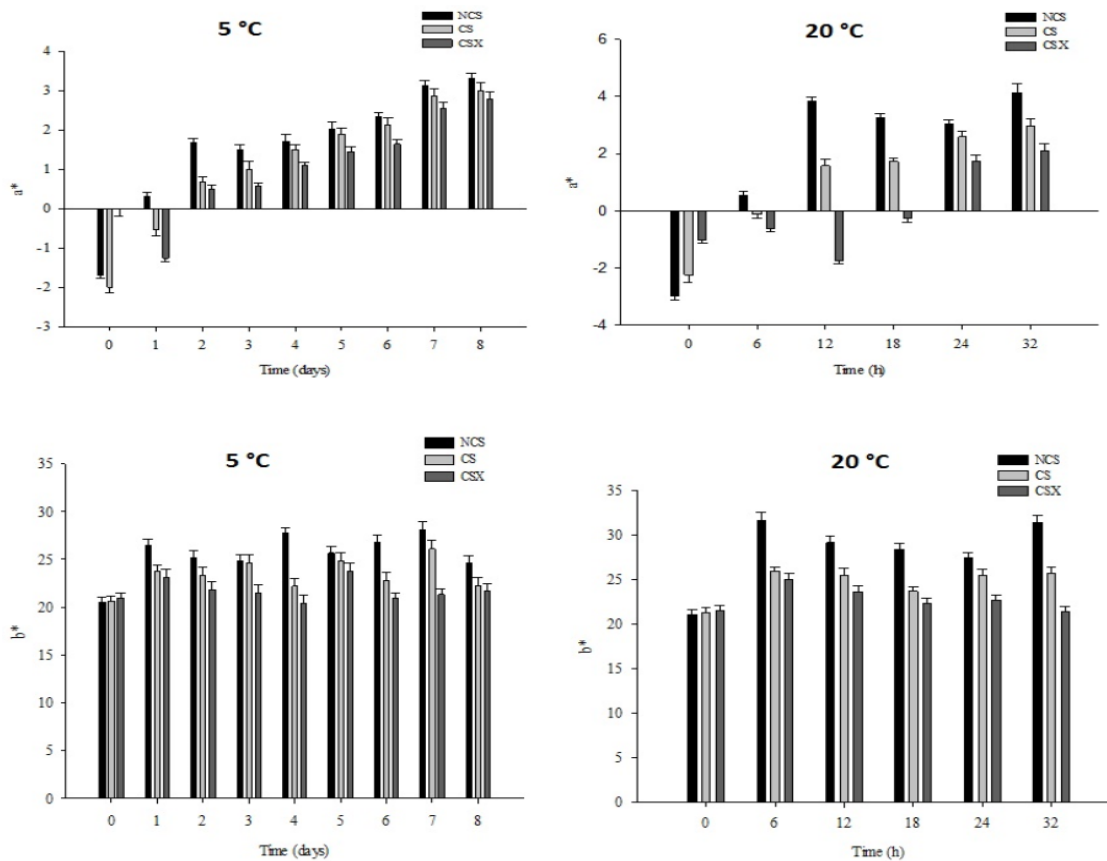 5 °C
NCS
CS
CSX
4
3
2
1
0
-1
-2
-3
a*
0 1 2 3 4 5 6 7 8
Time (days)
20 °C
NCS
CS
CSX
6
4
2
0
-2
-4
a*
0 6 12 18 24 32
Time (h)
5 °C
NCS
CS
CSX
35
30
25
20
15
10
5
0
b*
0 1 2 3 4 5 6 7 8
Time (days)
20 °C
NCS
CS
CSX
35
30
25
20
15
10
5
0
b*
0 6 12 18 24 32
Time (h)